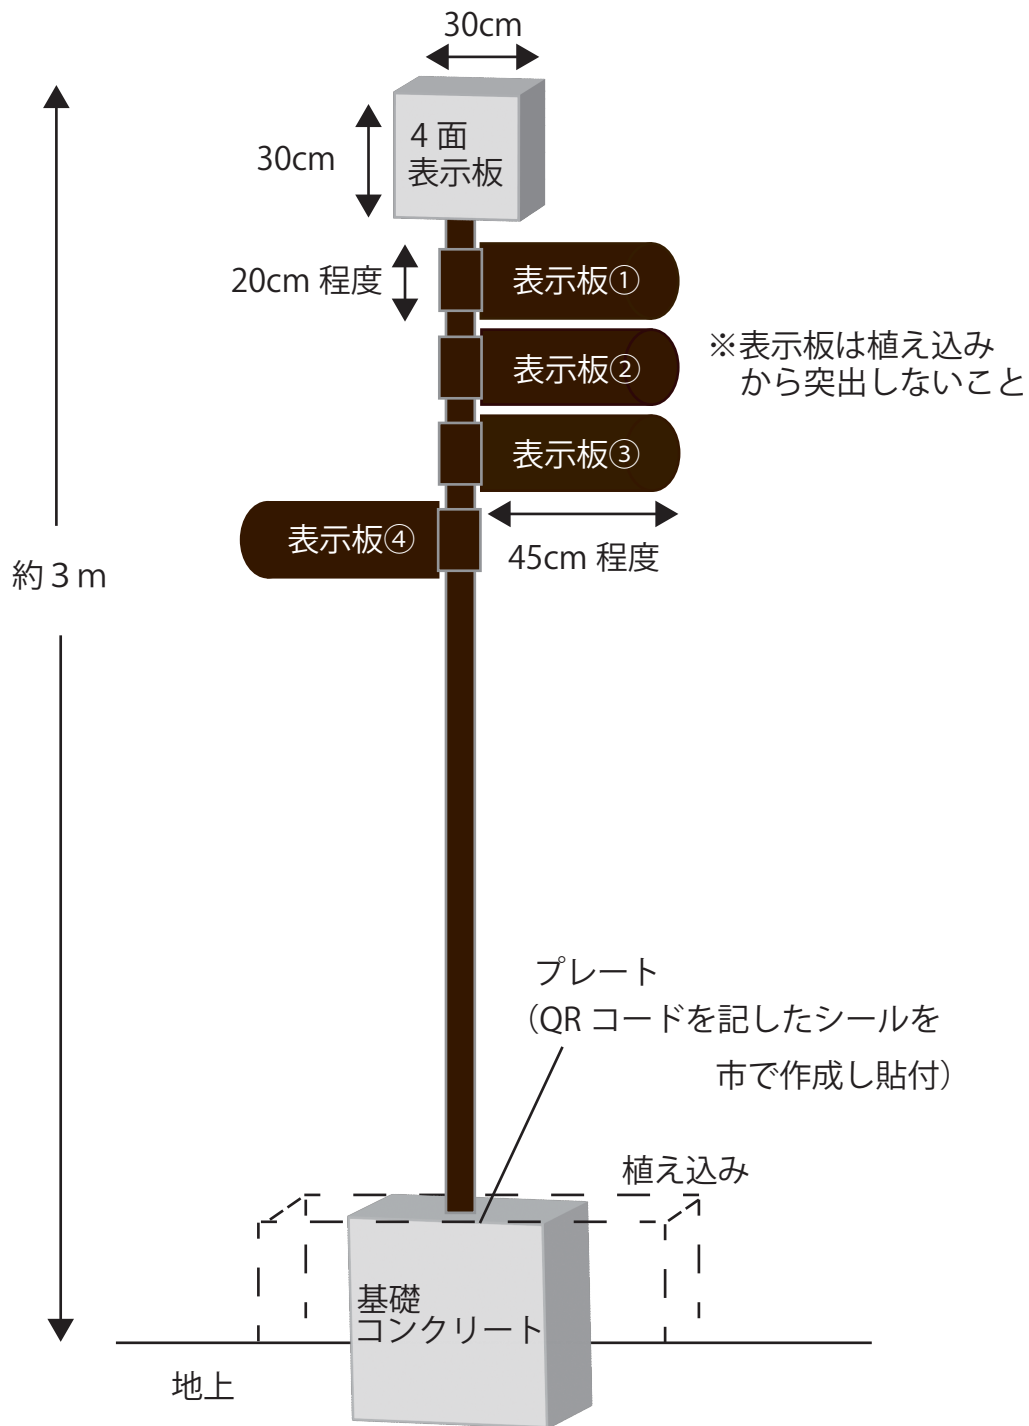 30cm
30cm
4面
表示板
20cm 程度
表示板①
表示板②
※表示板は植え込み
から突出しないこと
表示板③
表示板④
45cm 程度
約3m
プレート
（QR コードを記したシールを
市で作成し貼付）
植え込み
基礎
コンクリート
地上